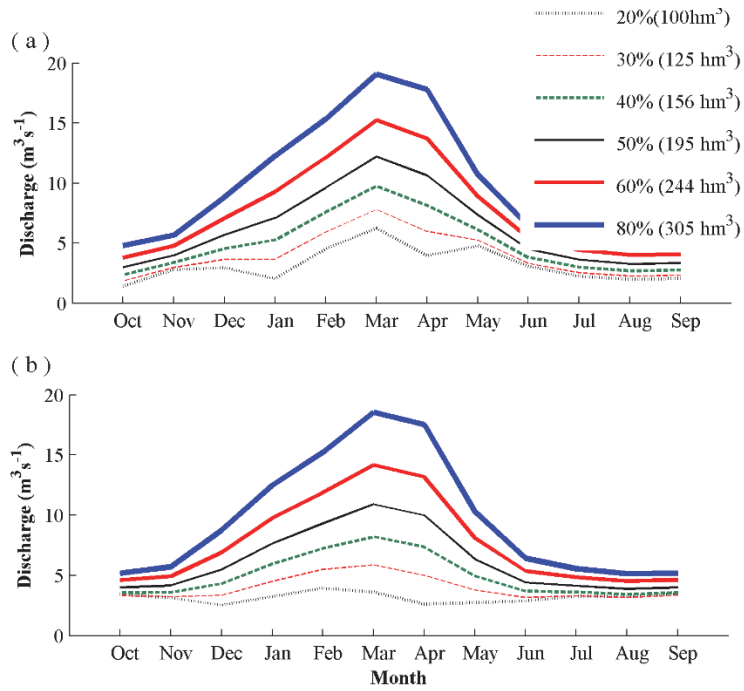 20%(100hm³)
( a )
30% (125 hm³)
40% (156 hm³)
50% (195 hm³)
60% (244 hm³)
80% (305 hm³)
20
15
10
5
0
Discharge (m³s⁻¹)
Oct Nov Dec Jan Feb Mar Apr May Jun Jul Aug Sep
( b )
20
15
10
5
0
Discharge (m³s⁻¹)
Oct Nov Dec Jan Feb Mar Apr May Jun Jul Aug Sep
Month